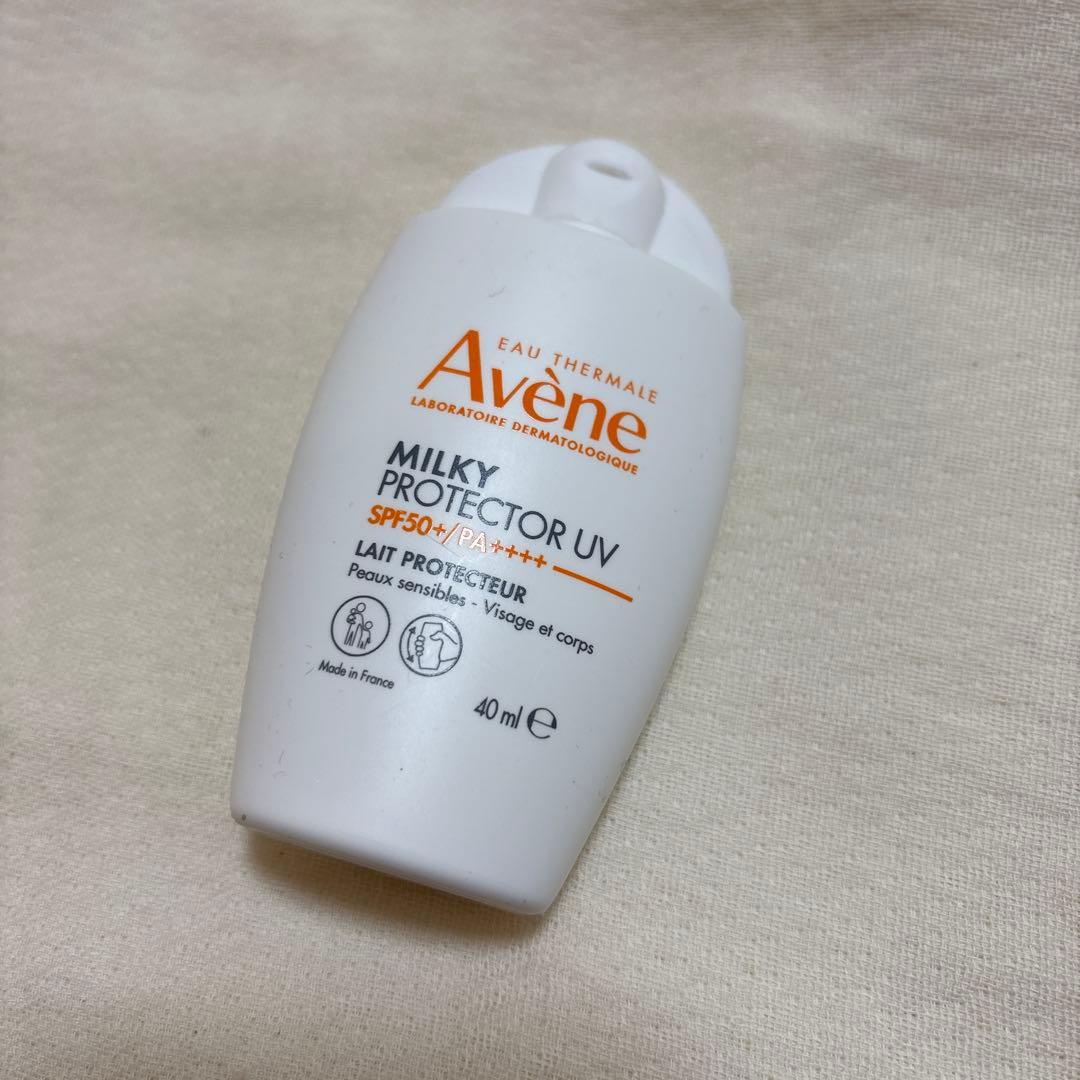 EAU THERMALE
Avène
LABORATOIRE DERMATOLOGIQUE
MILKY
PROTECTOR UV
SPF50+/PA++++
LAIT PROTECTEUR
Peaux sensibles - Visage et corps
Made in France
40 ml ℮